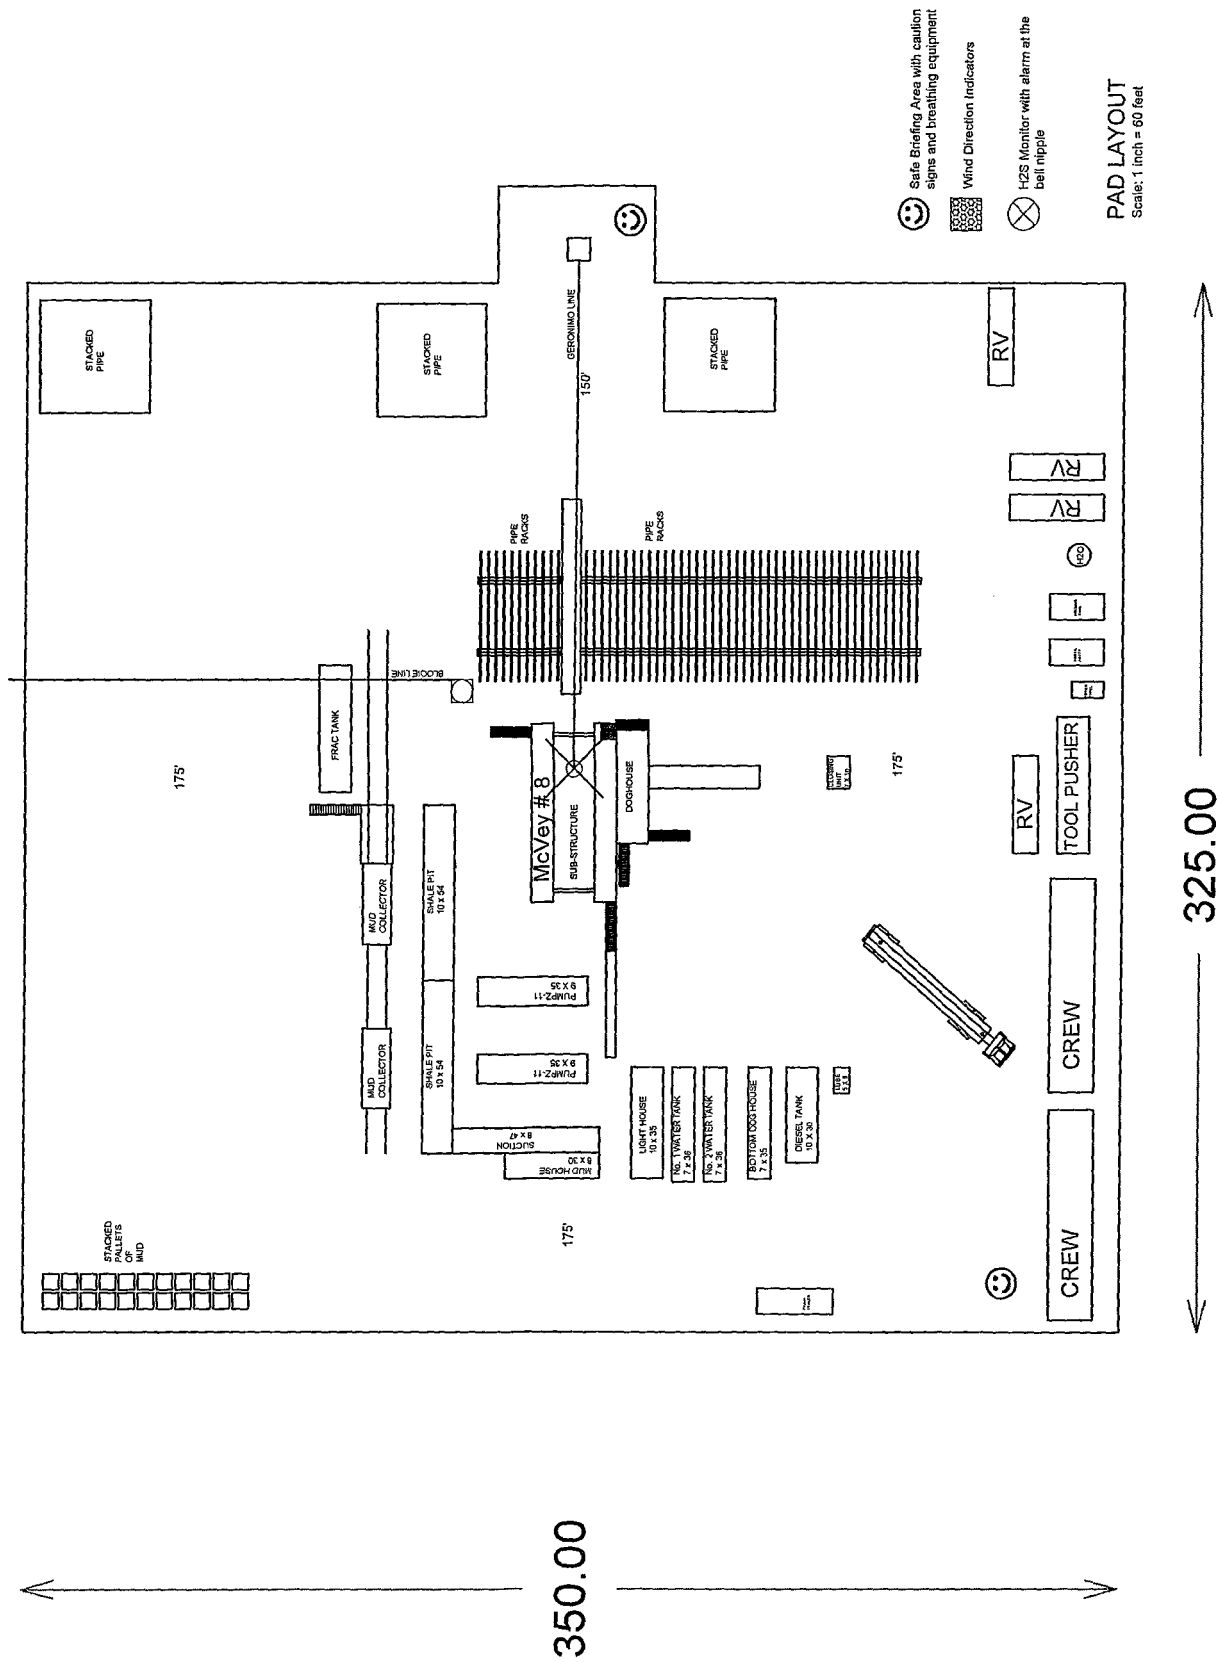 Safe Briefing Area with caution
signs and breathing equipment
Wind Direction Indicators
H2S Monitor with alarm at the
bell nipple
PAD LAYOUT
Scale: 1 inch = 60 feet
STACKED
PIPE
STACKED
PIPE
STACKED
PIPE
GERONIMO LINE
150'
RV
RV
RV
H2O
PIPE
RACKS
PIPE
RACKS
BLOOIE LINE
FRAC TANK
175'
McVey # 8
SUB-STRUCTURE
DOGHOUSE
CLOSING
UNIT
175'
RV
TOOL PUSHER
MUD
COLLECTOR
SHALE PIT
10 x 54
MUD
COLLECTOR
SHALE PIT
10 x 54
PUMPZ-11
9 X 35
PUMPZ-11
9 X 35
SUCTION
8 x 47
MUD HOUSE
8 x 30
LIGHT HOUSE
10 x 35
No. 1 WATER TANK
7 x 36
No. 2 WATER TANK
7 x 36
BOTTOM DOG HOUSE
7 x 35
DIESEL TANK
10 X 30
LUBE
5 X 8
CREW
CREW
STACKED
PALLETS
OF
MUD
175'
325.00
350.00